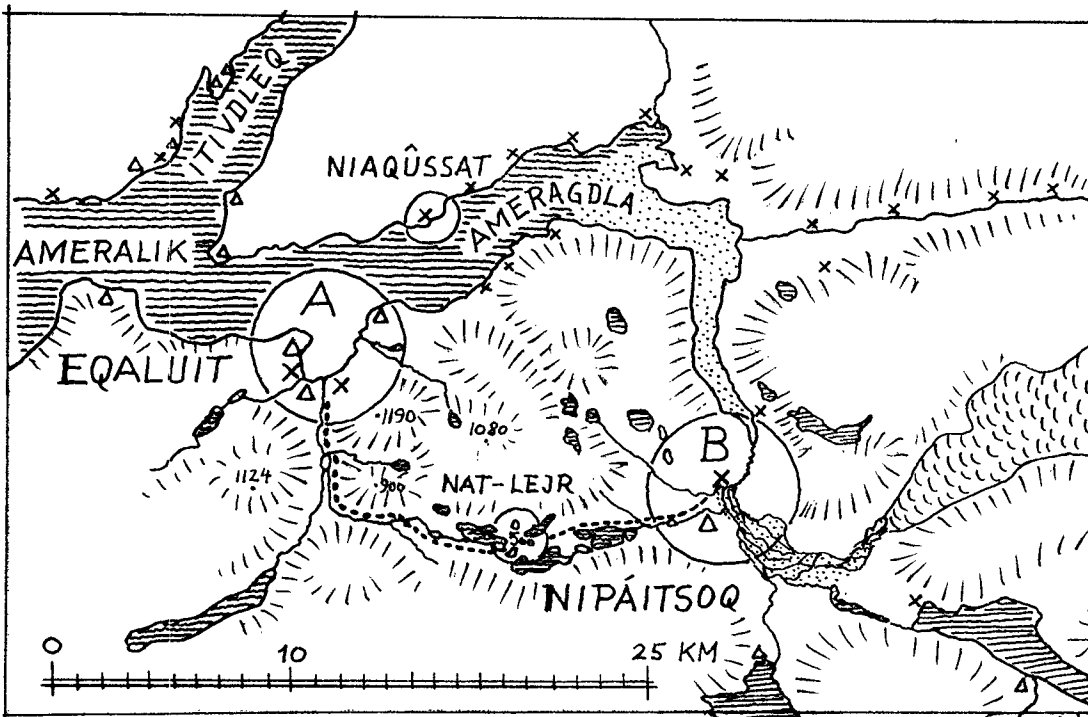 ITIVDLEQ
NIAQÛSSAT
AMERAGDLA
AMERALIK
A
EQALUIT
·1190
1080
B
1124
·900
NAT-LEJR
NIPÁITSOQ
0 10 25 KM